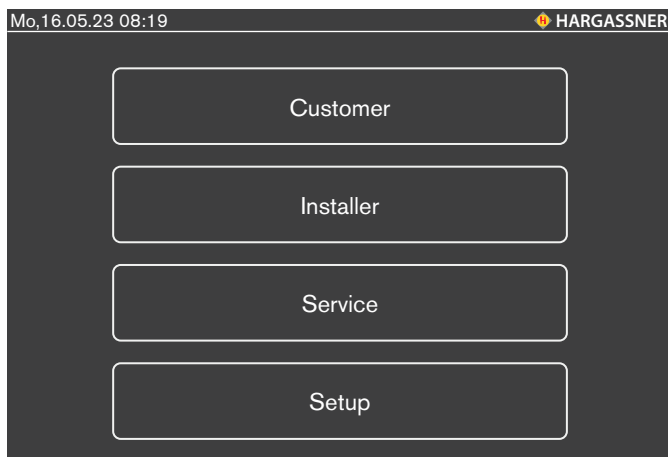 Mo,16.05.23 08:19 H HARGASSNER
Customer
Installer
Service
Setup